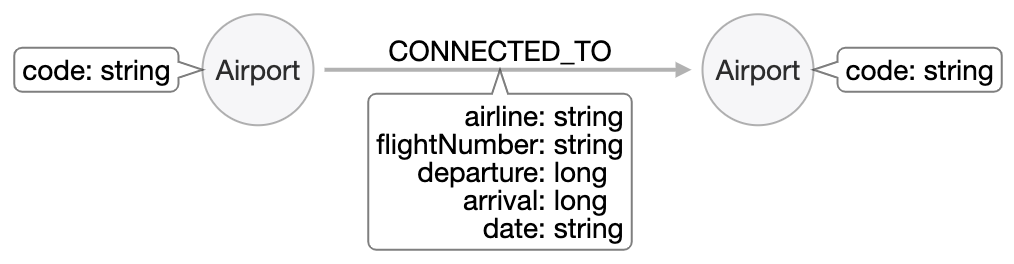 code: string
Airport
CONNECTED_TO
airline: string
flightNumber: string
departure: long
arrival: long
date: string
Airport
code: string